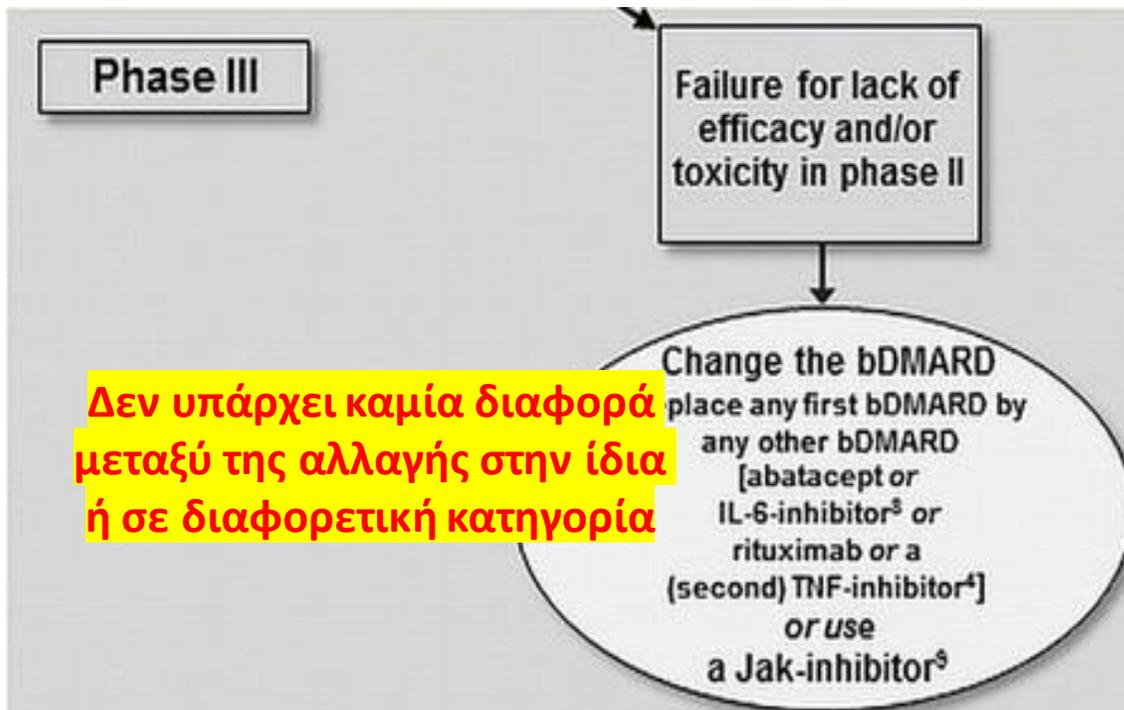 Phase III
Failure for lack of
efficacy and/or
toxicity in phase II
Change the bDMARD
place any first bDMARD by
any other bDMARD
[abatacept or
IL-6-inhibitor⁸ or
rituximab or a
(second) TNF-inhibitor⁴]
or use
a Jak-inhibitor⁹
Δεν υπάρχει καμία διαφορά
μεταξύ της αλλαγής στην ίδια
ή σε διαφορετική κατηγορία